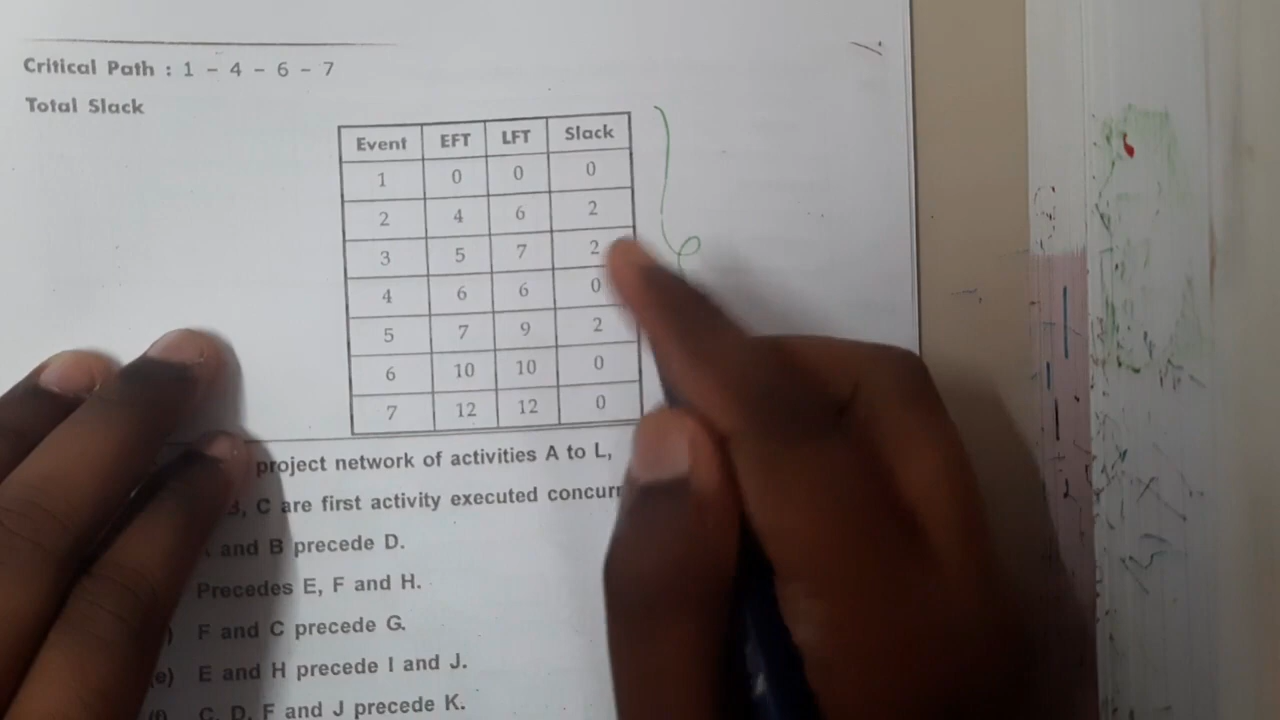 Critical Path : 1 – 4 – 6 – 7
Total Slack
Event EFT LFT Slack
1 0 0 0
2 4 6 2
3 5 7 2
4 6 6 0
5 7 9 2
6 10 10 0
7 12 12 0
project network of activities A to L,
C are first activity executed
and B precede D.
Precedes E, F and H.
F and C precede G.
(e) E and H precede I and J.
C, D, F and J precede K.